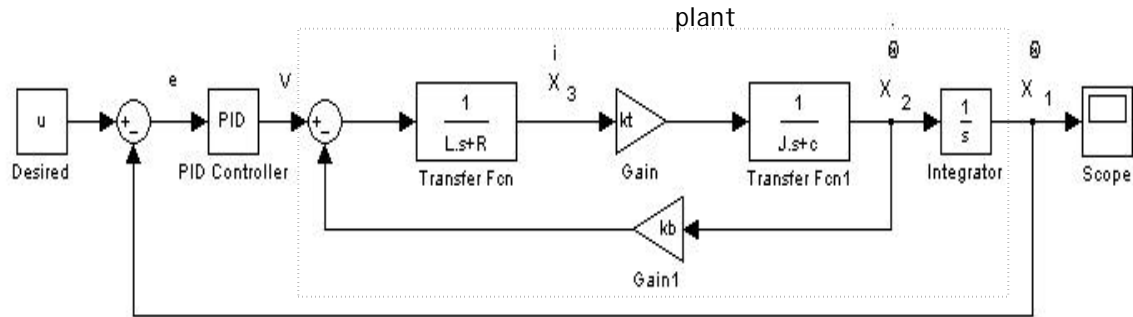 plant
i
X 3
θ̇
X 2
θ
X 1
e
V
u
Desired
+
-
PID
PID Controller
+
-
1
L.s+R
Transfer Fcn
kt
Gain
1
J.s+c
Transfer Fcn1
1
s
Integrator
Scope
kb
Gain1